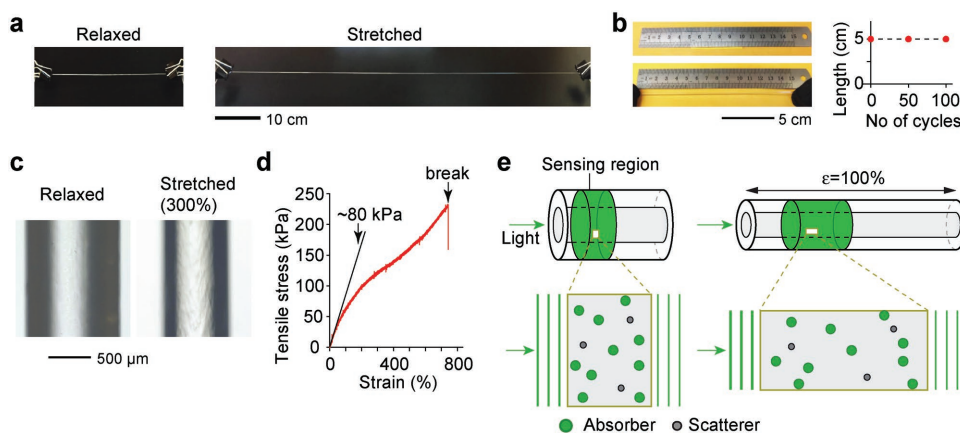 a
Relaxed
Stretched
10 cm
b
5 cm
Length (cm)
5
0
0 50 100
No of cycles
c
Relaxed
Stretched
(300%)
500 μm
d
Tensile stress (kPa)
250
200
150
100
50
0
0 400 800
Strain (%)
~80 kPa
break
e
Sensing region
Light
ε=100%
Absorber
Scatterer